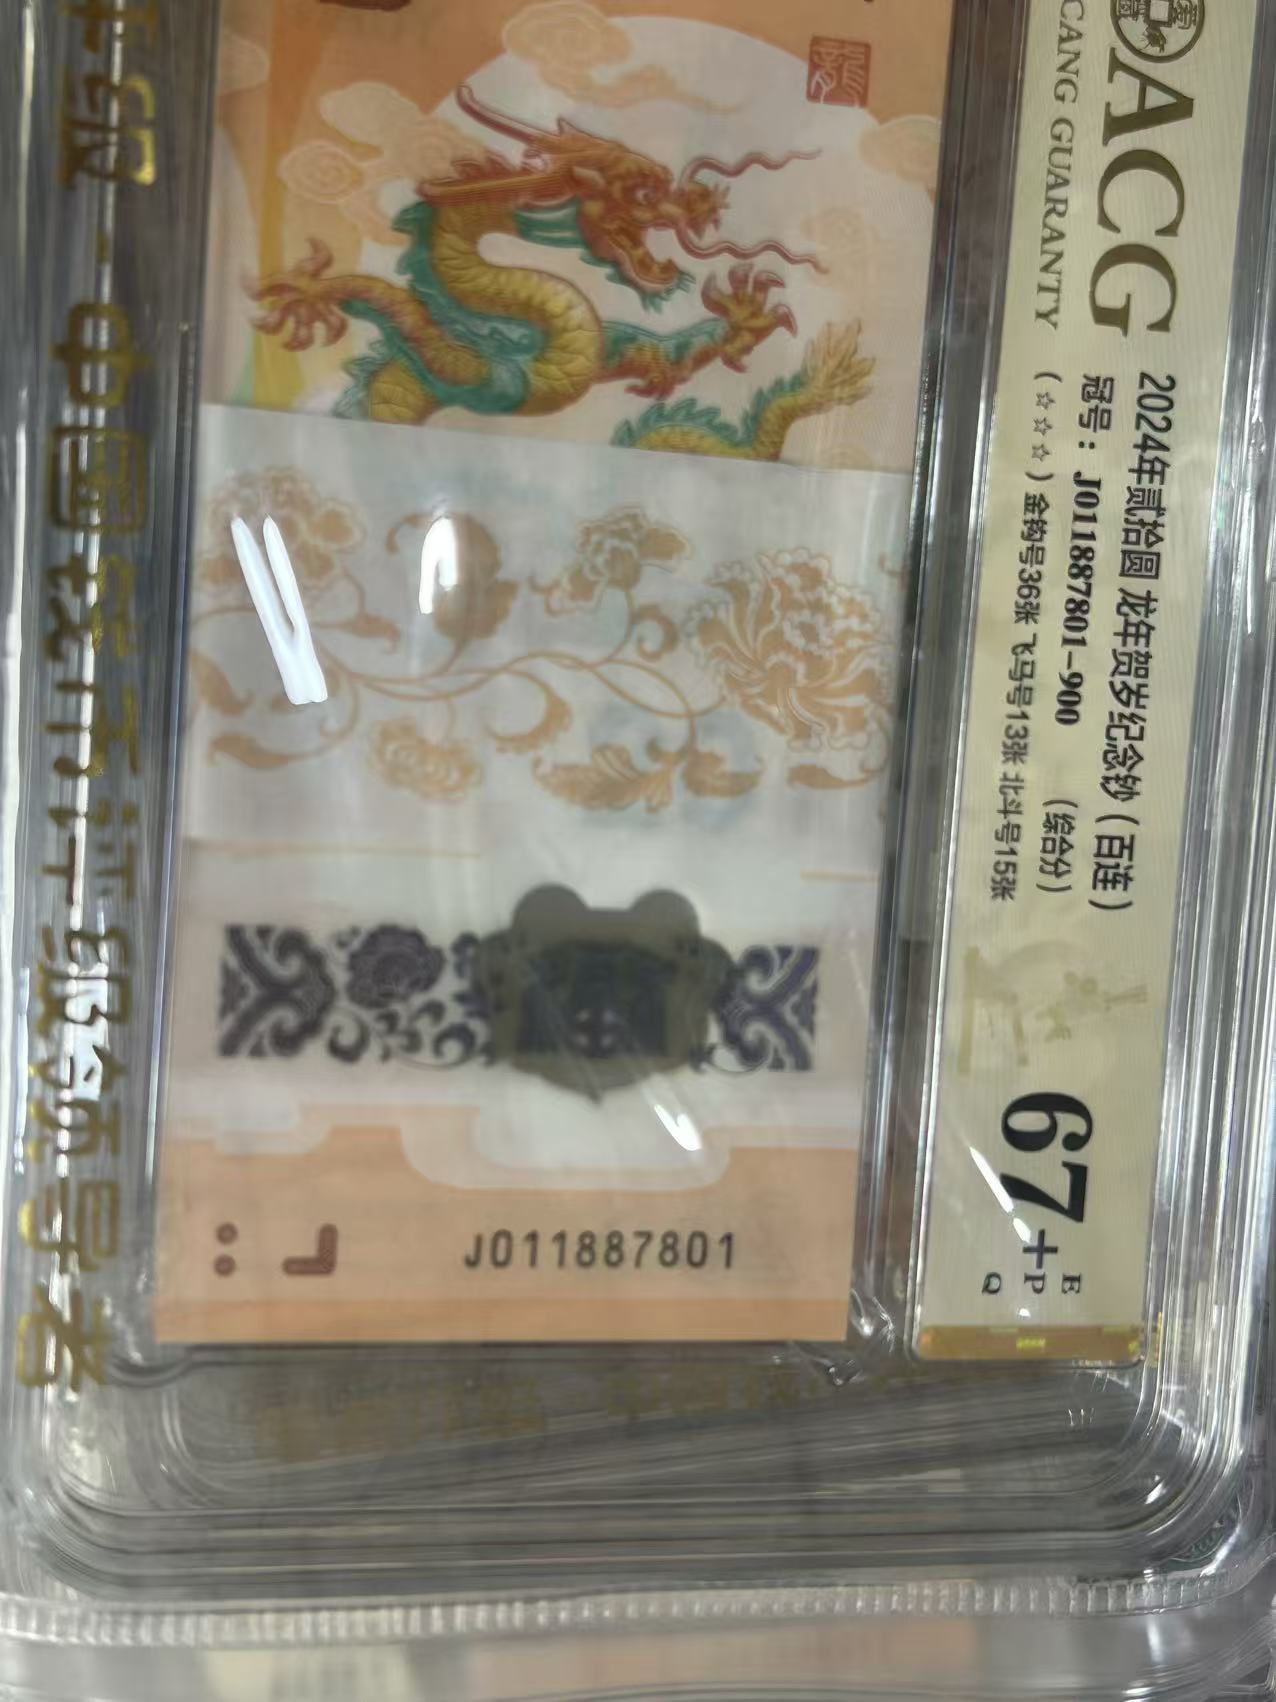 ACG
CANG GUARANTY
2024年贰拾圆 龙年贺岁纪念钞（百连）
冠号：J011887801-900 （综合分）
（☆☆☆）金钩号36张 飞马号13张 北斗号15张
67+
E
P
Q
J011887801